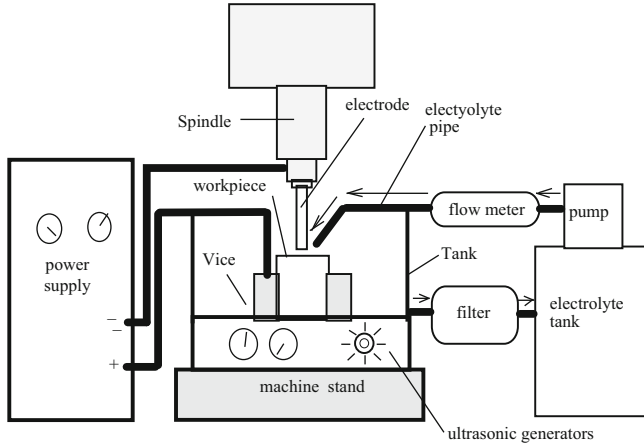 Spindle
electrode
electyolyte
pipe
workpiece
flow meter
pump
Vice
Tank
power
supply
filter
electrolyte
tank
–
–
+
machine stand
ultrasonic generators